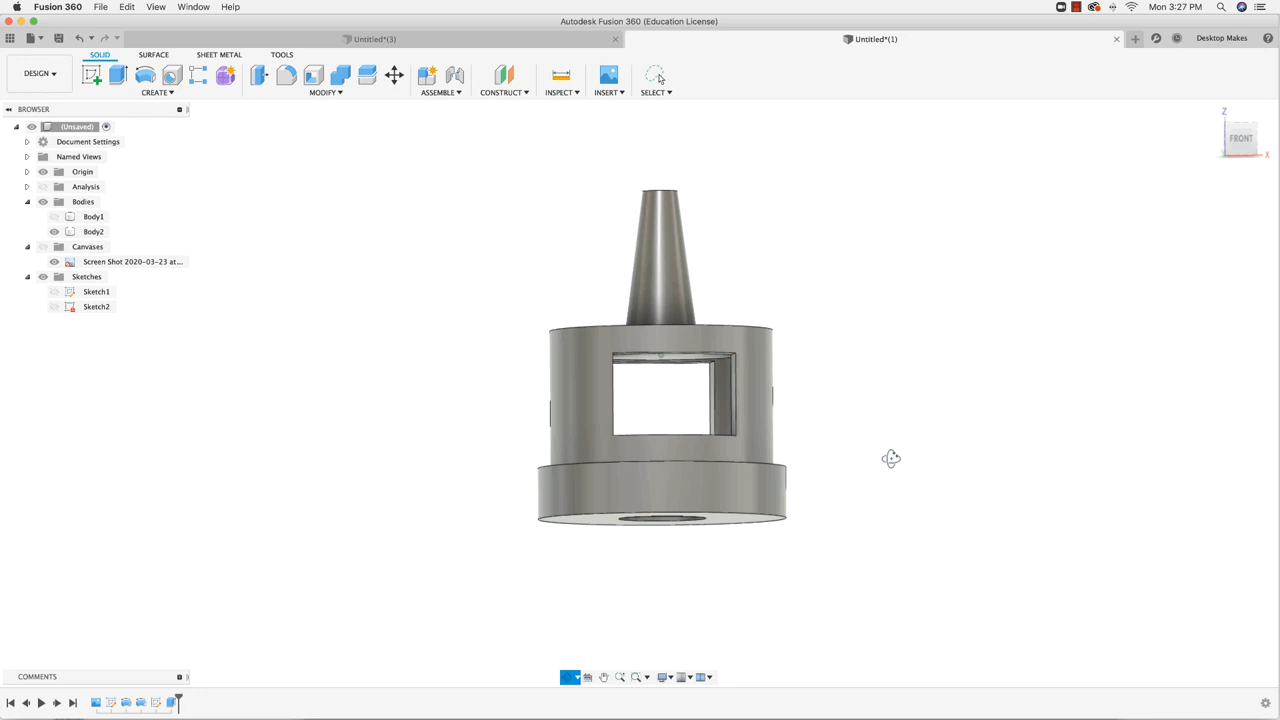 Fusion 360 File Edit View Window Help Mon 3:27 PM
Autodesk Fusion 360 (Education License)
Untitled*(3) Untitled*(1) Desktop Makes
SOLID SURFACE SHEET METAL TOOLS
DESIGN
CREATE MODIFY ASSEMBLE CONSTRUCT INSPECT INSERT SELECT
BROWSER
(Unsaved)
Document Settings
Named Views
Origin
Analysis
Bodies
Body1
Body2
Canvases
Screen Shot 2020-03-23 at...
Sketches
Sketch1
Sketch2
Z
FRONT
X
COMMENTS